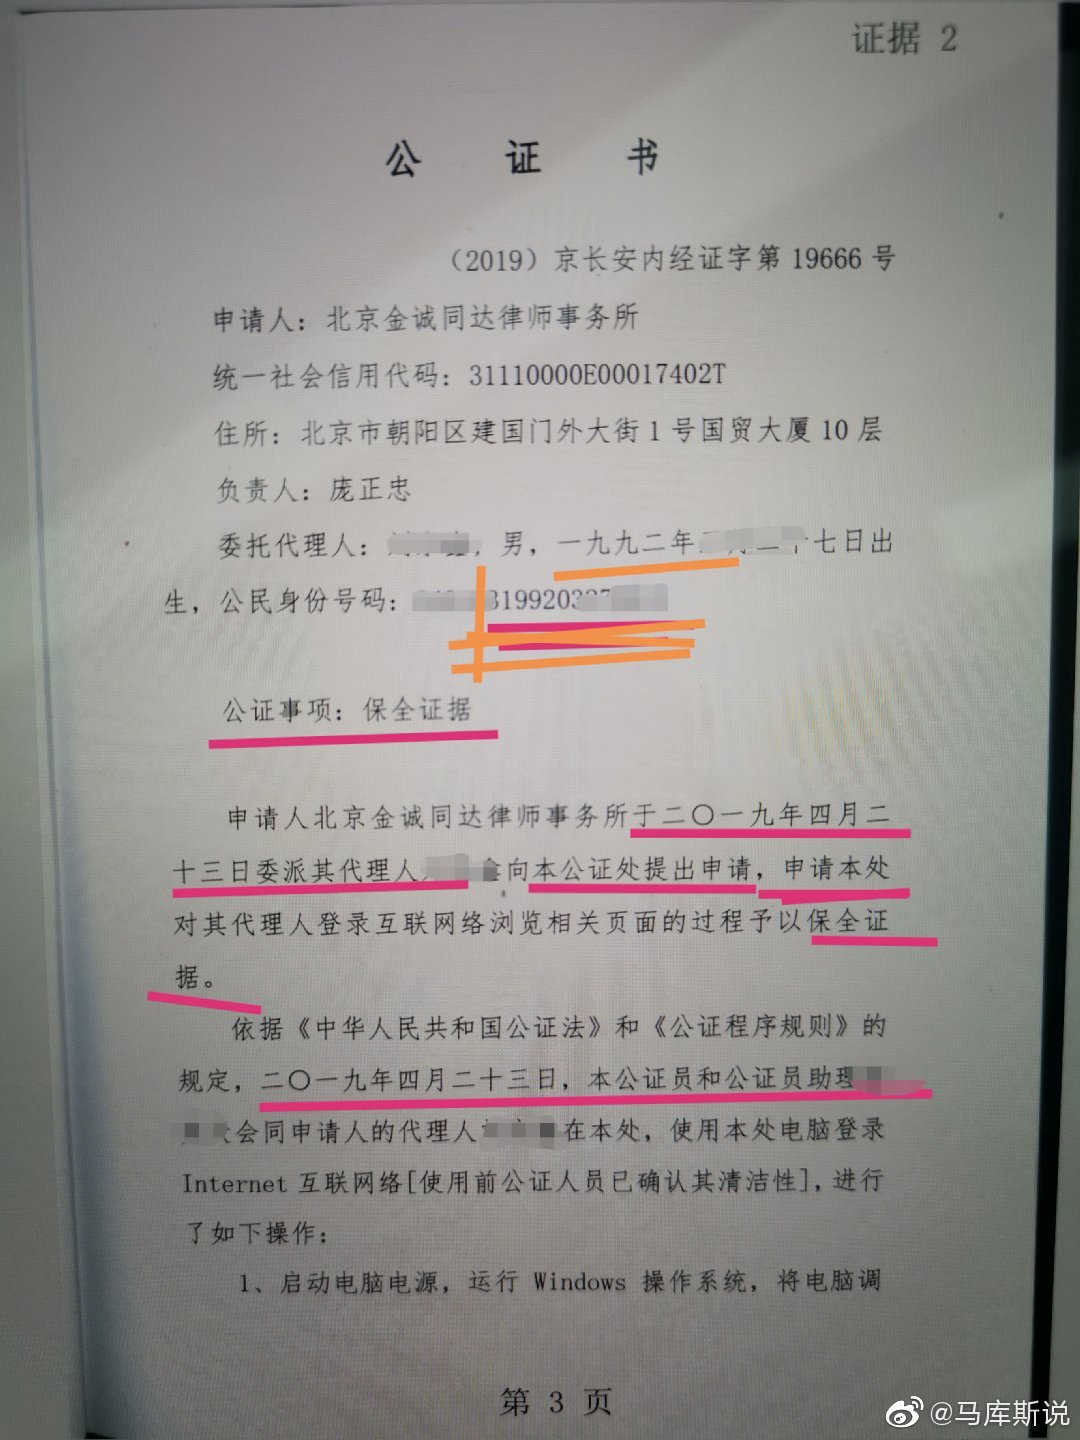 证据 2
公 证 书
（2019）京长安内经证字第 19666 号
申请人：北京金诚同达律师事务所
统一社会信用代码：31110000E00017402T
住所：北京市朝阳区建国门外大街 1 号国贸大厦 10 层
负责人：庞正忠
委托代理人： ，男，一九九二年 十七日出
生，公民身份号码：
公证事项：保全证据
申请人北京金诚同达律师事务所于二〇一九年四月二
十三日委派其代理人 向本公证处提出申请，申请本处
对其代理人登录互联网络浏览相关页面的过程予以保全证
据。
依据《中华人民共和国公证法》和《公证程序规则》的
规定，二〇一九年四月二十三日，本公证员和公证员助理
会同申请人的代理人 在本处，使用本处电脑登录
Internet 互联网络[使用前公证人员已确认其清洁性]，进行
了如下操作：
1、启动电脑电源，运行 Windows 操作系统，将电脑调
第 3 页
@马库斯说